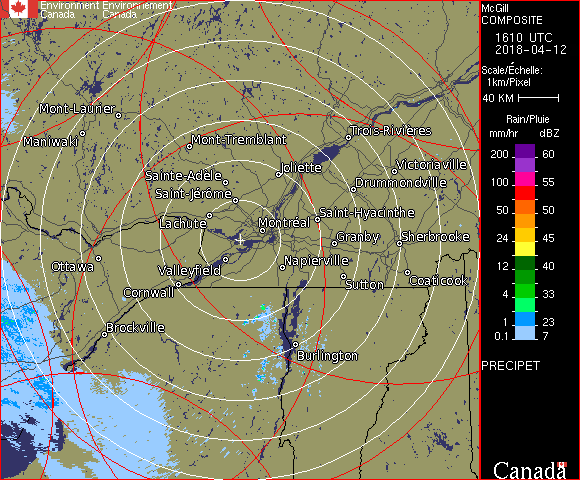 Environment Environnement
Canada Canada
McGill
COMPOSITE
1610 UTC
2018-04-12
Scale/Échelle:
1km/Pixel
40 KM
Rain/Pluie
mm/hr dBZ
200 60
150 55
100 55
50 50
24 45
12 40
4 33
1 23
0.1 7
PRECIPET
Canada
Mont-Laurier
Maniwaki
Mont-Tremblant
Trois-Rivières
Joliette
Victoriaville
Sainte-Adèle
Drummondville
Saint-Jérôme
Lachute
Saint-Hyacinthe
Montréal
Granby
Sherbrooke
Ottawa
Valleyfield
Napierville
Coaticook
Sutton
Cornwall
Brockville
Burlington